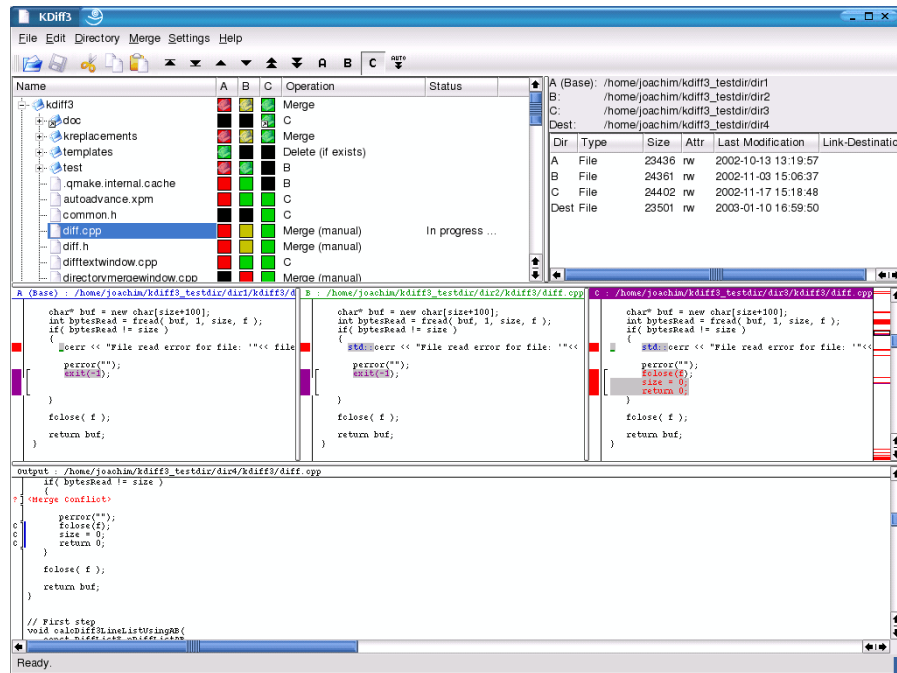 KDiff3
File Edit Directory Merge Settings Help
A B C AUTO
Name A B C Operation Status
kdiff3 Merge
doc C
kreplacements Merge
templates Delete (if exists)
test B
.qmake.internal.cache B
autoadvance.xpm C
common.h C
diff.cpp Merge (manual) In progress ...
diff.h Merge (manual)
difftextwindow.cpp C
directorymergewindow.cpp Merge (manual)
A (Base): /home/joachim/kdiff3_testdir/dir1
B: /home/joachim/kdiff3_testdir/dir2
C: /home/joachim/kdiff3_testdir/dir3
Dest: /home/joachim/kdiff3_testdir/dir4
Dir Type Size Attr Last Modification Link-Destinatio
A File 23436 rw 2002-10-13 13:19:57
B File 24361 rw 2002-11-03 15:06:37
C File 24402 rw 2002-11-17 15:18:48
Dest File 23501 rw 2003-01-10 16:59:50
A (Base) : /home/joachim/kdiff3_testdir/dir1/kdiff3/d
char* buf = new char[size+100];
int bytesRead = fread( buf, 1, size, f );
if( bytesRead != size )
{
cerr << "File read error for file: '"<< file
perror("");
exit(-1);
}
fclose( f );
return buf;
}
B : /home/joachim/kdiff3_testdir/dir2/kdiff3/diff.cpp
char* buf = new char[size+100];
int bytesRead = fread( buf, 1, size, f );
if( bytesRead != size )
{
std::cerr << "File read error for file: '"<<
perror("");
exit(-1);
}
fclose( f );
return buf;
}
C : /home/joachim/kdiff3_testdir/dir3/kdiff3/diff.cpp
char* buf = new char[size+100];
int bytesRead = fread( buf, 1, size, f );
if( bytesRead != size )
{
std::cerr << "File read error for file: '"<<
perror("");
fclose(f);
size = 0;
return 0;
}
fclose( f );
return buf;
}
Output : /home/joachim/kdiff3_testdir/dir4/kdiff3/diff.cpp
if( bytesRead != size )
{
? <Merge Conflict>
perror("");
C fclose(f);
C size = 0;
C return 0;
}
fclose( f );
return buf;
}
// First step
void calcDiff3LineListUsingAB(
Ready.